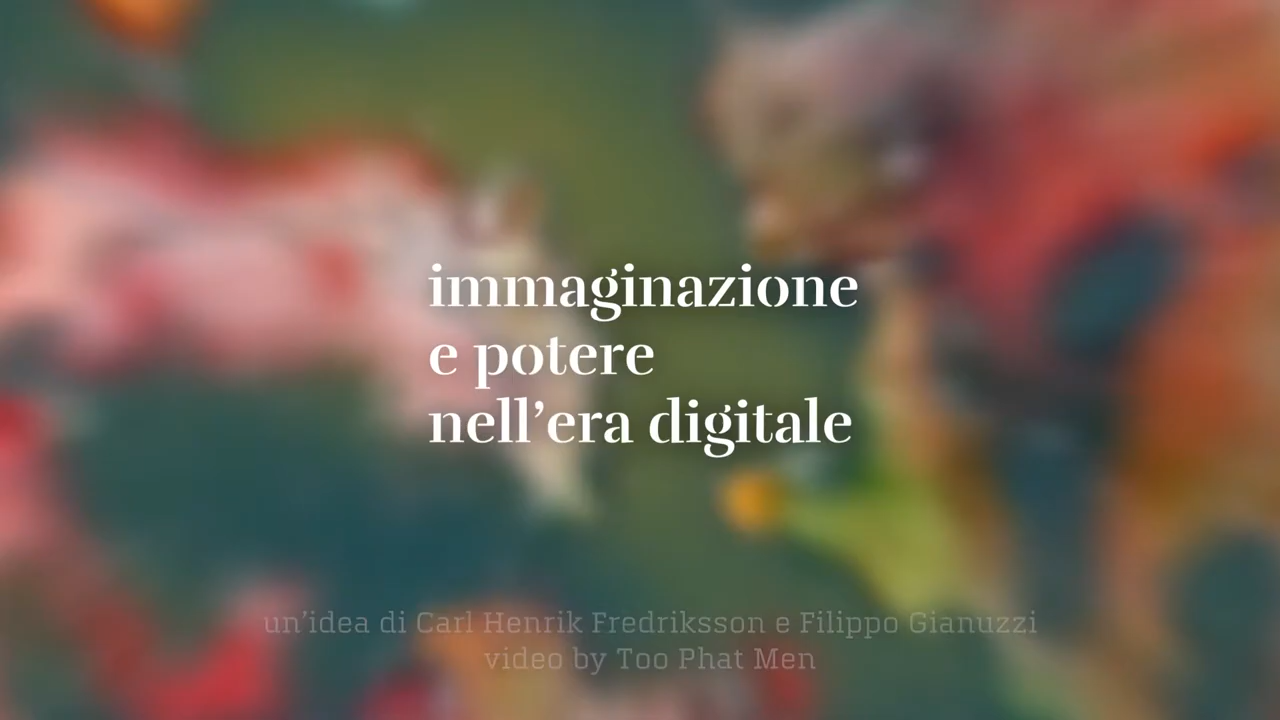 immaginazione
e potere
nell’era digitale
un’idea di Carl Henrik Fredriksson e Filippo Gianuzzi
video by Too Phat Men